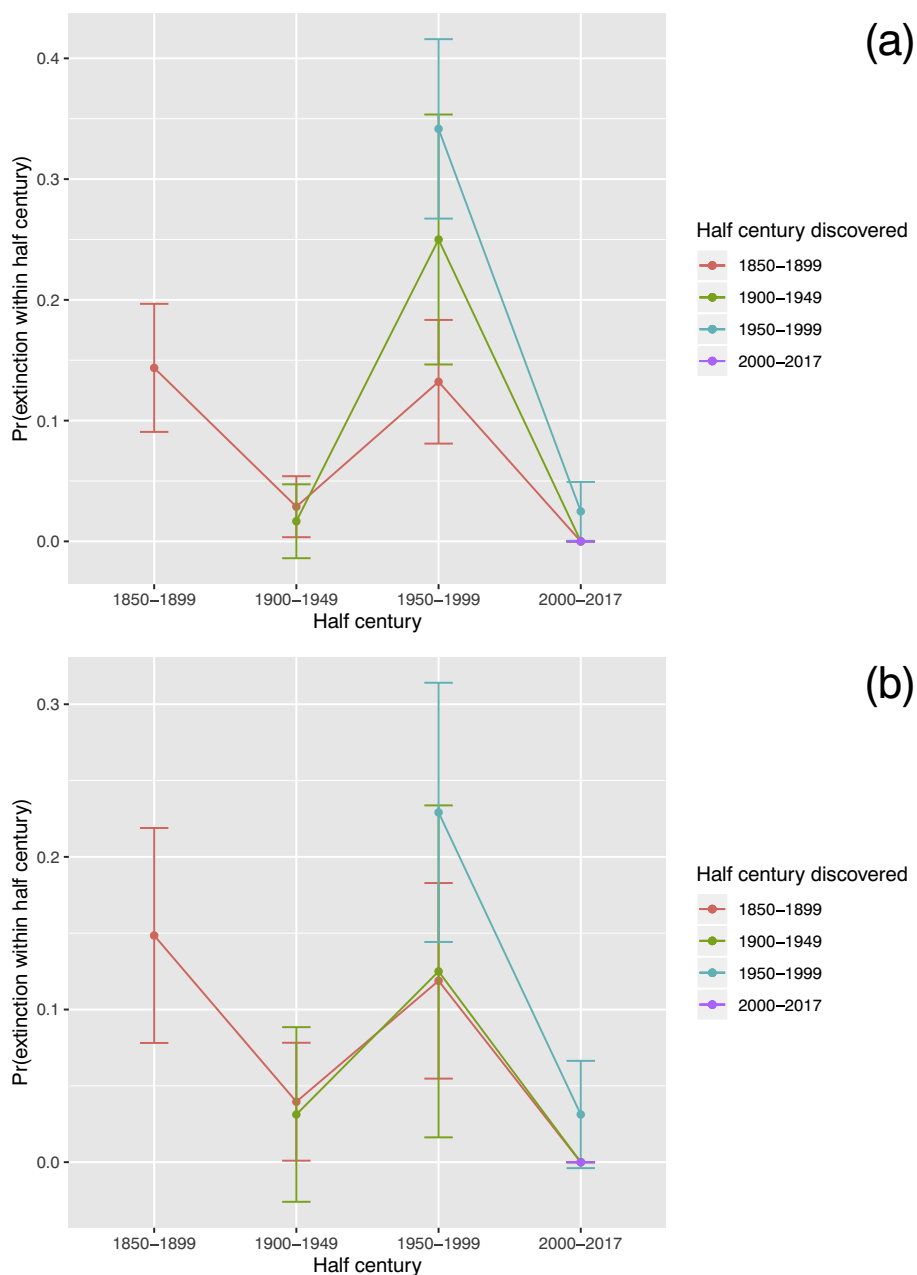 (a)
Pr(extinction within half century)
0.4
0.3
0.2
0.1
0.0
1850−1899 1900−1949 1950−1999 2000−2017
Half century
Half century discovered
1850−1899
1900−1949
1950−1999
2000−2017
(b)
Pr(extinction within half century)
0.3
0.2
0.1
0.0
1850−1899 1900−1949 1950−1999 2000−2017
Half century
Half century discovered
1850−1899
1900−1949
1950−1999
2000−2017